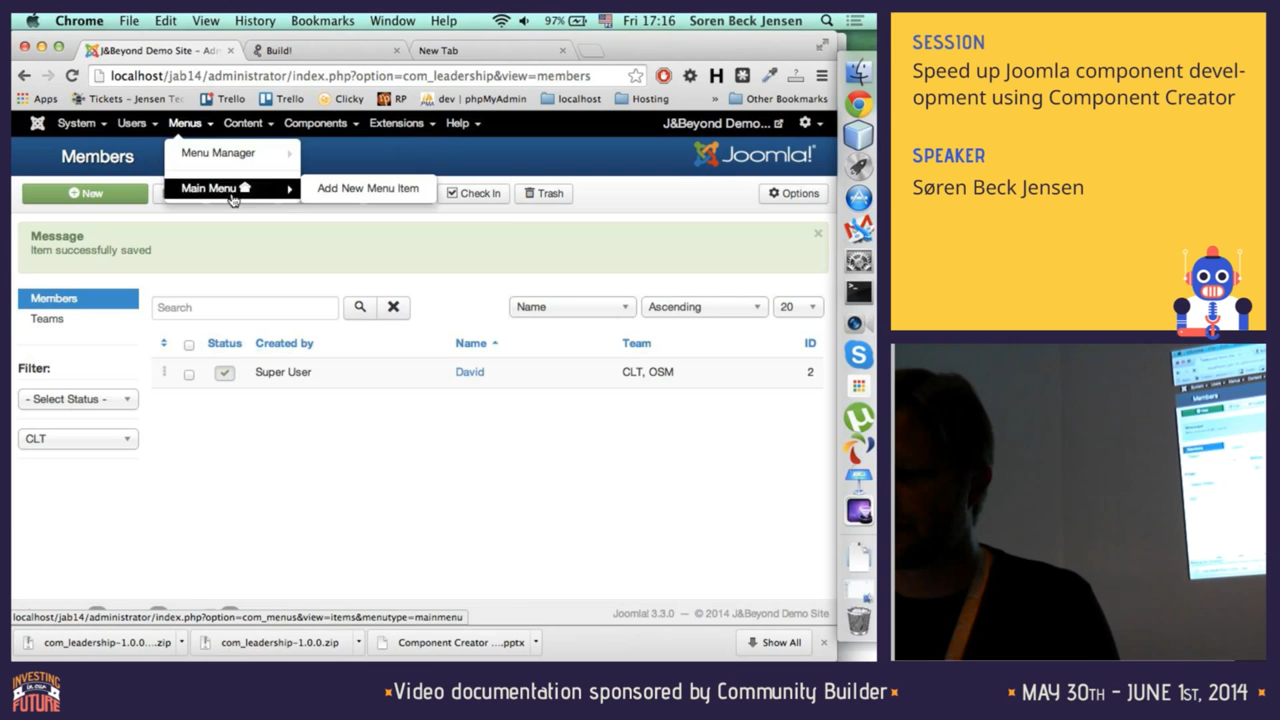 Chrome File Edit View History Bookmarks Window Help 97% Fri 17:16 Soren Beck Jensen
J&Beyond Demo Site - Adm Build! New Tab
localhost/jab14/administrator/index.php?option=com_leadership&view=members
Apps Tickets - Jensen Te Trello Trello Clicky RP dev | phpMyAdmin localhost Hosting » Other Bookmarks
System Users Menus Content Components Extensions Help J&Beyond Demo...
Members Joomla!®
Menu Manager
Main Menu Add New Menu Item
New Check In Trash Options
Message
Item successfully saved
Members
Teams
Search Name Ascending 20
Status Created by Name Team ID
Super User David CLT, OSM 2
Filter:
- Select Status -
CLT
localhost/jab14/administrator/index.php?option=com_menus&view=items&menutype=mainmenu
Joomla! 3.3.0 — © 2014 J&Beyond Demo Site
com_leadership-1.0.0....zip com_leadership-1.0.0.zip Component Creator ....pptx Show All
SESSION
Speed up Joomla component devel-
opment using Component Creator
SPEAKER
Søren Beck Jensen
Members
INVESTING
IN OUR
FUTURE
Video documentation sponsored by Community Builder
MAY 30TH - JUNE 1ST, 2014